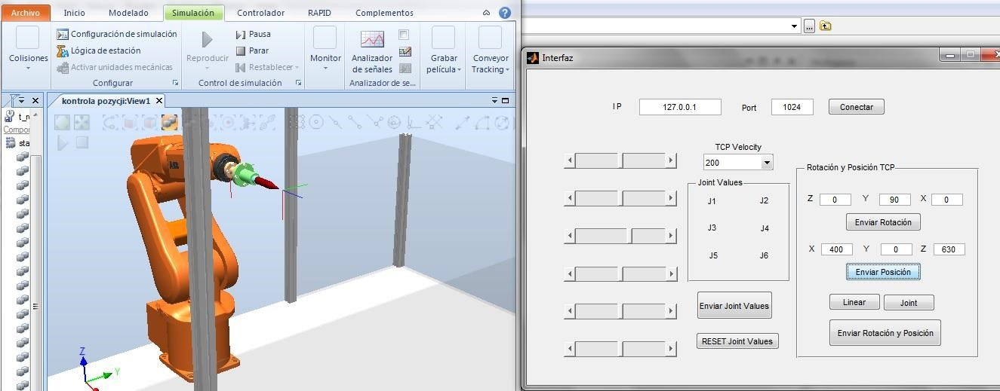 Archivo Inicio Modelado Simulación Controlador RAPID Complementos
Colisiones
Configuración de simulación
Lógica de estación
Activar unidades mecánicas
Configurar
Reproducir
Pausa
Parar
Restablecer
Control de simulación
Monitor
Analizador
de señales
Analizador de se...
Grabar
película
Conveyor
Tracking
kontrola pozycji:View1
t_r
Compor
sta
ABB
Z
Y
Interfaz
IP 127.0.0.1 Port 1024 Conectar
TCP Velocity
200
Joint Values
J1 J2
J3 J4
J5 J6
Enviar Joint Values
RESET Joint Values
Rotación y Posición TCP
Z 0 Y 90 X 0
Enviar Rotación
X 400 Y 0 Z 630
Enviar Posición
Linear Joint
Enviar Rotación y Posición